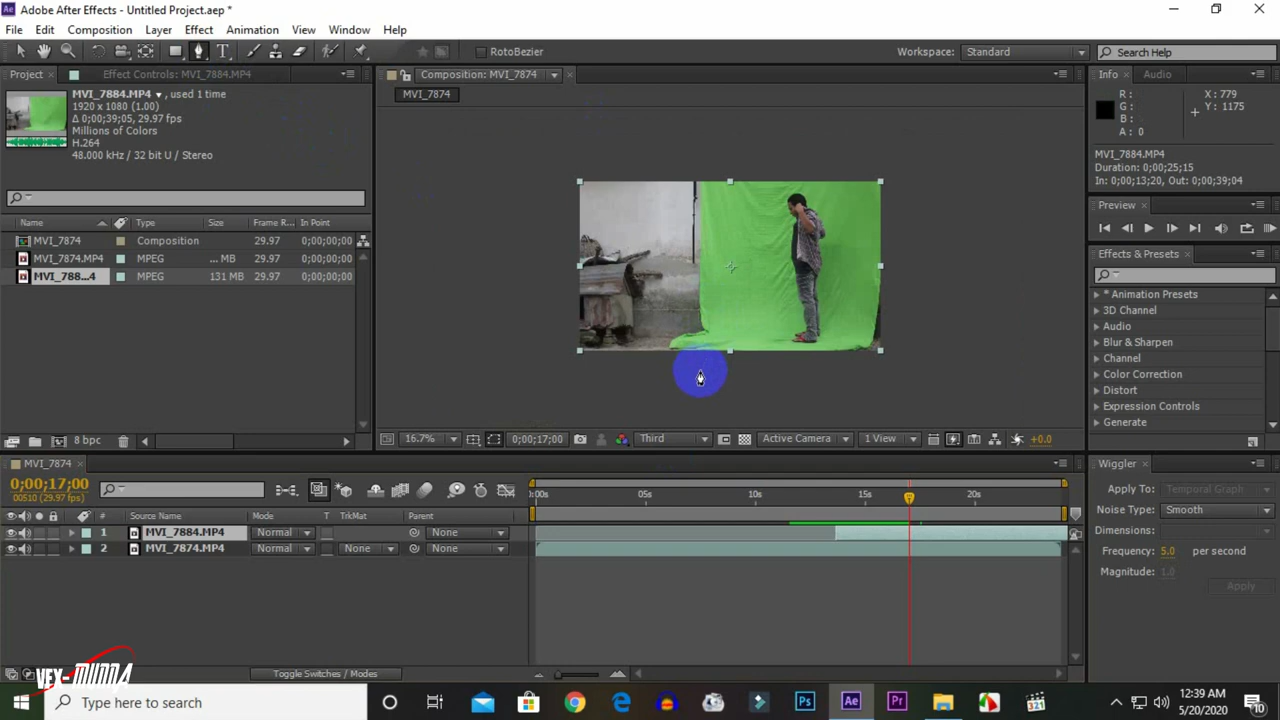 Adobe After Effects - Untitled Project.aep *
File Edit Composition Layer Effect Animation View Window Help
RotoBezier
Workspace: Standard
Search Help
Project
Effect Controls: MVI_7884.MP4
Composition: MVI_7874
Info Audio
MVI_7884.MP4 , used 1 time
1920 x 1080 (1.00)
Δ 0;00;39;05, 29.97 fps
Millions of Colors
H.264
48.000 kHz / 32 bit U / Stereo
MVI_7874
R :
G :
B :
A : 0
X : 779
Y : 1175
MVI_7884.MP4
Duration: 0;00;25;15
In: 0;00;13;20, Out: 0;00;39;04
Preview
Name Type Size Frame R... In Point
MVI_7874 Composition 29.97 0;00;00;00
MVI_7874.MP4 MPEG ... MB 29.97 0;00;00;00
MVI_788...4 MPEG 131 MB 29.97 0;00;00;00
Effects & Presets
* Animation Presets
3D Channel
Audio
Blur & Sharpen
Channel
Color Correction
Distort
Expression Controls
Generate
8 bpc
16.7%
0;00;17;00
Third
Active Camera
1 View
+0.0
MVI_7874
0;00;17;00
00510 (29.97 fps)
0:00s 05s 10s 15s 20s
# Source Name Mode T TrkMat Parent
1 MVI_7884.MP4 Normal None
2 MVI_7874.MP4 Normal None None
Toggle Switches / Modes
Wiggler
Apply To: Temporal Graph
Noise Type: Smooth
Dimensions:
Frequency: 5.0 per second
Magnitude: 1.0
Apply
VFX-MUM4
Type here to search
Ps Ae Pr
321
12:39 AM
5/20/2020
10